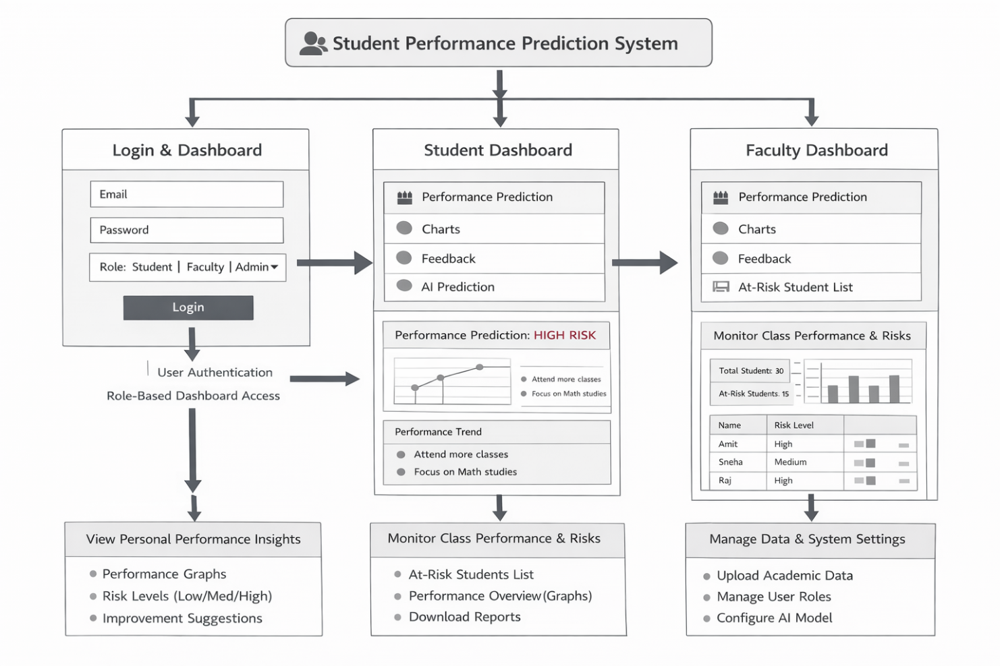 Student Performance Prediction System
Login & Dashboard
Email
Password
Role: Student | Faculty | Admin
Login
User Authentication
Role-Based Dashboard Access
Student Dashboard
Performance Prediction
Charts
Feedback
AI Prediction
Performance Prediction: HIGH RISK
Attend more classes
Focus on Math studies
Performance Trend
Attend more classes
Focus on Math studies
Faculty Dashboard
Performance Prediction
Charts
Feedback
At-Risk Student List
Monitor Class Performance & Risks
Total Student: 30
At-Risk Students: 15
Name Risk Level
Amit High
Sneha Medium
Raj High
View Personal Performance Insights
Performance Graphs
Risk Levels (Low/Med/High)
Improvement Suggestions
Monitor Class Performance & Risks
At-Risk Students List
Performance Overview (Graphs)
Download Reports
Manage Data & System Settings
Upload Academic Data
Manage User Roles
Configure AI Model